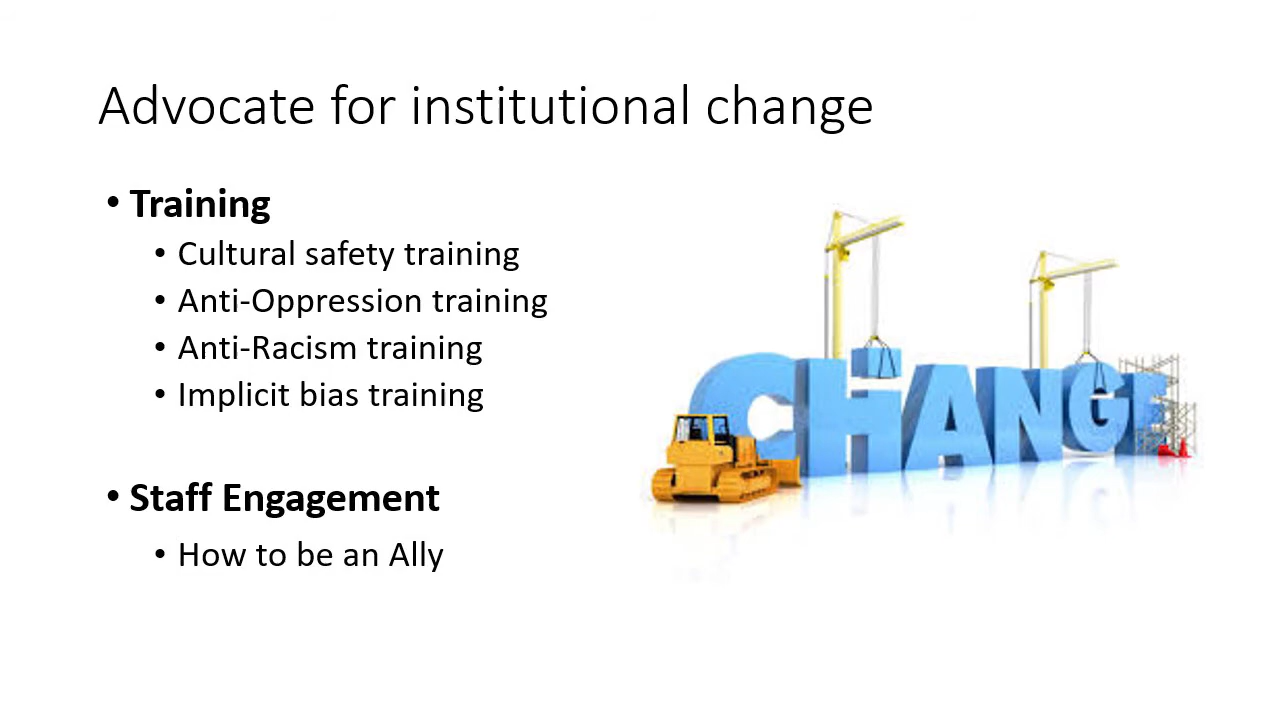 Advocate for institutional change
• Training
• Cultural safety training
• Anti-Oppression training
• Anti-Racism training
• Implicit bias training
• Staff Engagement
• How to be an Ally
CHANGE